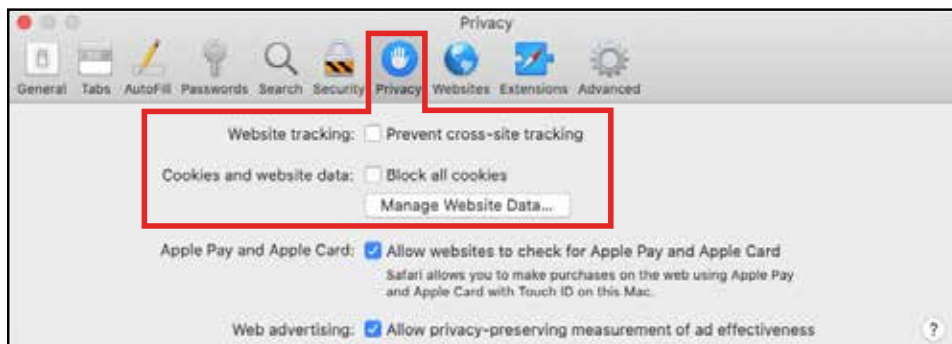 Privacy
General Tabs AutoFill Passwords Search Security Privacy Websites Extensions Advanced
Website tracking: Prevent cross-site tracking
Cookies and website data: Block all cookies
Manage Website Data...
Apple Pay and Apple Card: Allow websites to check for Apple Pay and Apple Card
Safari allows you to make purchases on the web using Apple Pay
and Apple Card with Touch ID on this Mac.
Web advertising: Allow privacy-preserving measurement of ad effectiveness ?